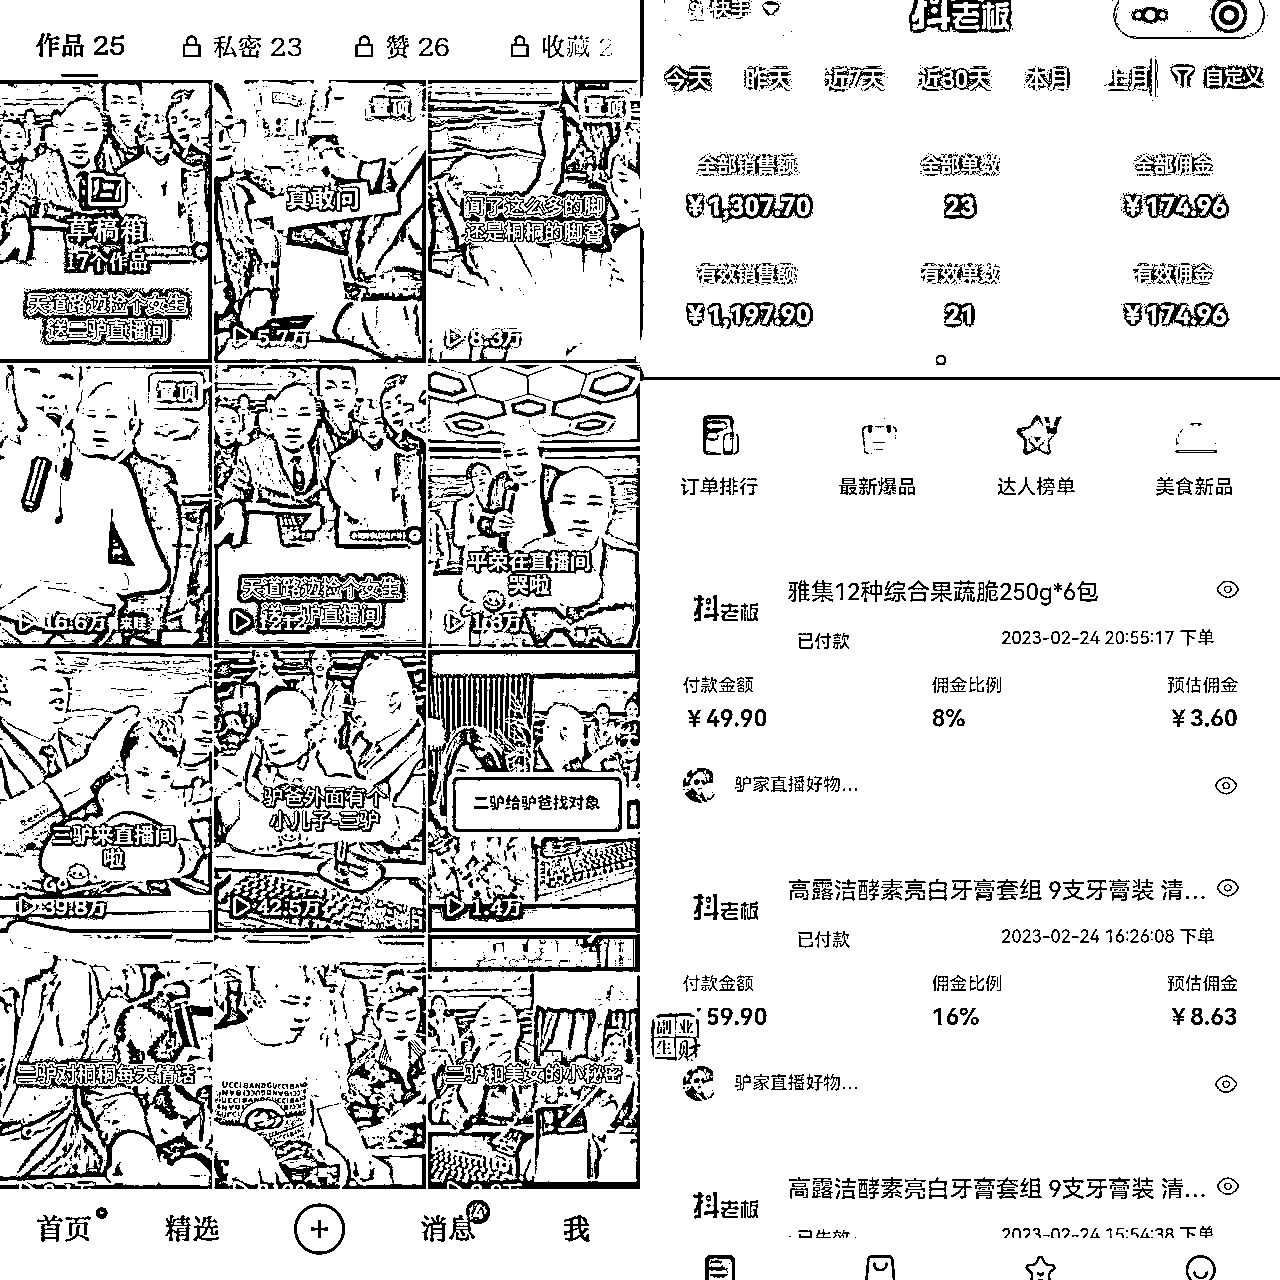 作品 25
私密 23
赞 26
收藏 2
置顶
草稿箱
17个作品
天道路边捡个女生
送二驴直播间
真敢问
5.7万
置顶
闻了这么多的脚
还是桐桐的脚香
8.3万
置顶
16.6万
天道路边捡个女生
送二驴直播间
平荣在直播间
哭啦
1.8万
三驴来直播间
啦
39.8万
驴爸外面有个
小儿子-三驴
42.5万
二驴给驴爸找对象
1.4万
二驴对桐桐每天情话
二驴和美女的小秘密
首页
精选
消息
我
快手
抖老板
今天
昨天
近7天
近30天
本月
上月
自定义
全部销售额
全部单数
全部佣金
¥1,307.70
23
¥174.96
有效销售额
有效单数
有效佣金
¥1,197.90
21
¥174.96
订单排行
最新爆品
达人榜单
美食新品
抖老板
雅集12种综合果蔬脆250g*6包
已付款
2023-02-24 20:55:17 下单
付款金额
佣金比例
预估佣金
¥49.90
8%
¥3.60
驴家直播好物...
抖老板
高露洁酵素亮白牙膏套组 9支牙膏装 清...
已付款
2023-02-24 16:26:08 下单
付款金额
佣金比例
预估佣金
59.90
16%
¥8.63
副业
生财
驴家直播好物...
抖老板
高露洁酵素亮白牙膏套组 9支牙膏装 清...
已失效
2023-02-24 15:54:38 下单